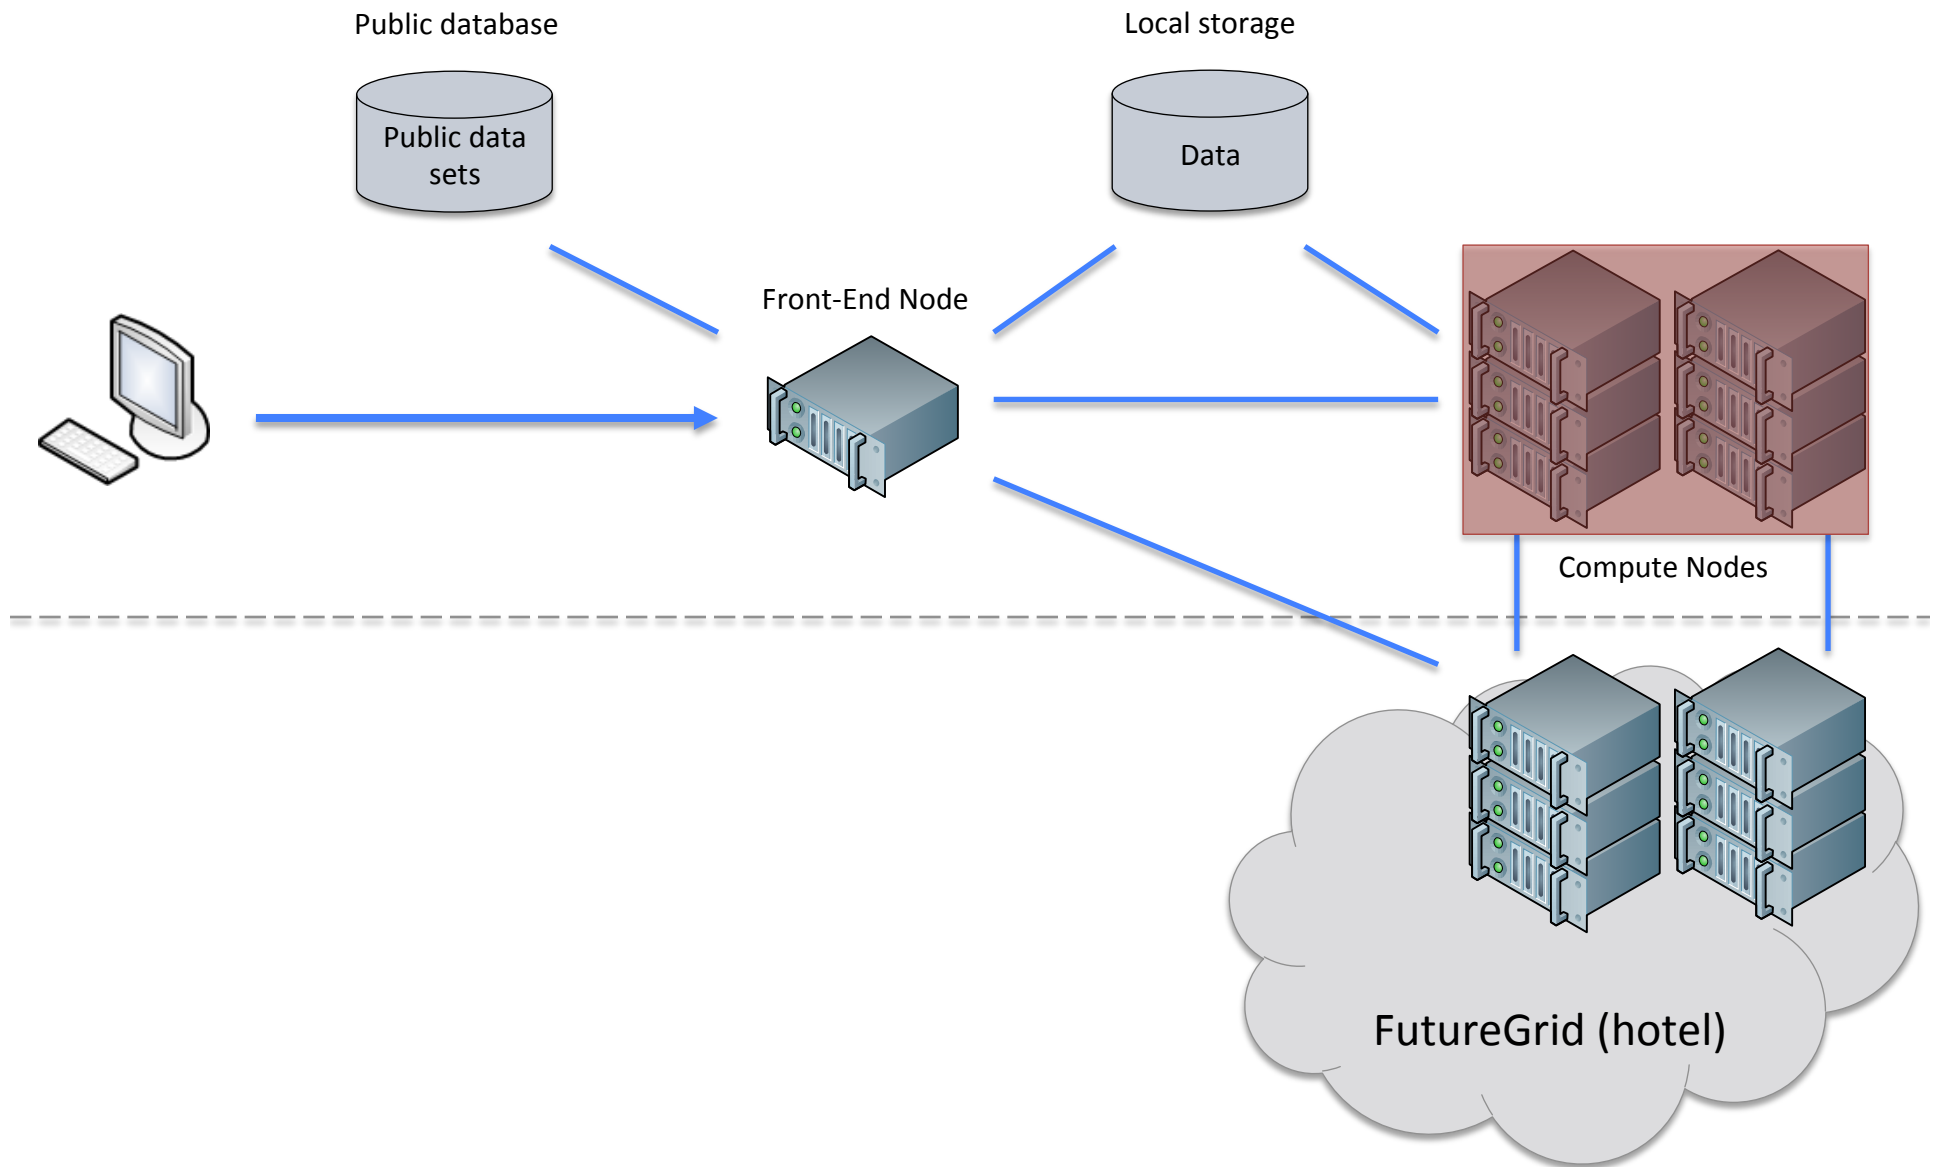 Public database
Local storage
Public data
sets
Data
Front-End Node
Compute Nodes
FutureGrid (hotel)